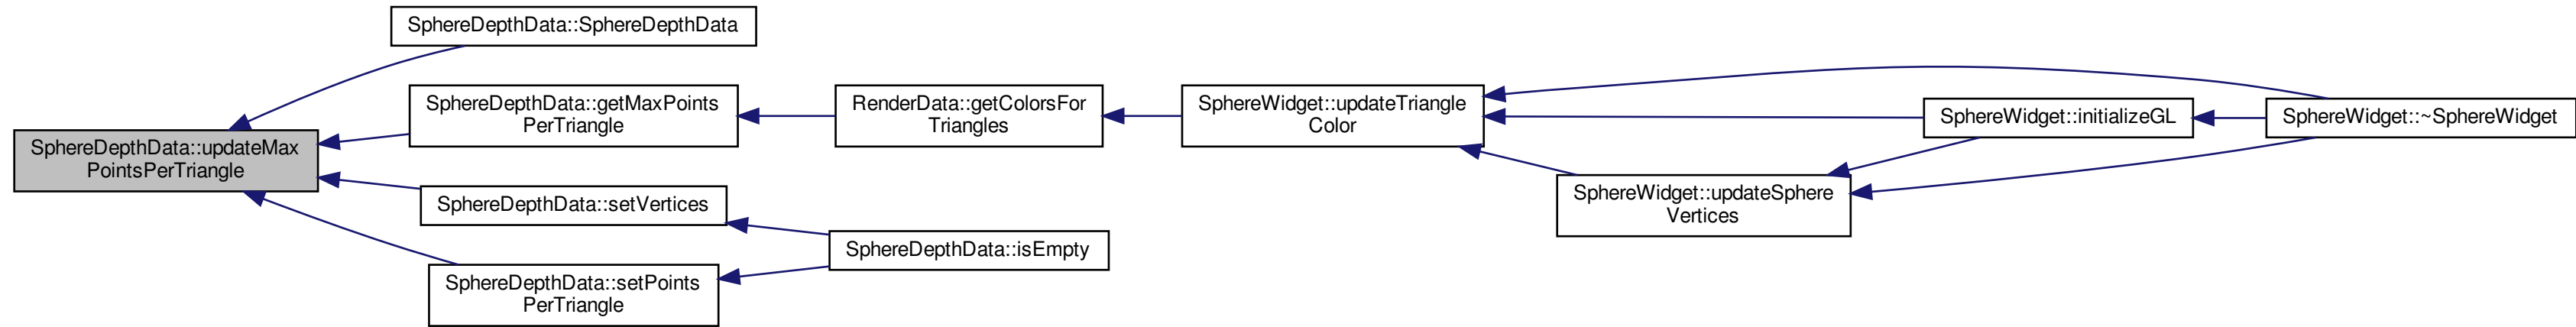 SphereDepthData::updateMax
PointsPerTriangle
SphereDepthData::SphereDepthData
SphereDepthData::getMaxPoints
PerTriangle
SphereDepthData::setVertices
SphereDepthData::setPoints
PerTriangle
RenderData::getColorsFor
Triangles
SphereDepthData::isEmpty
SphereWidget::updateTriangle
Color
SphereWidget::updateSphere
Vertices
SphereWidget::initializeGL
SphereWidget::~SphereWidget